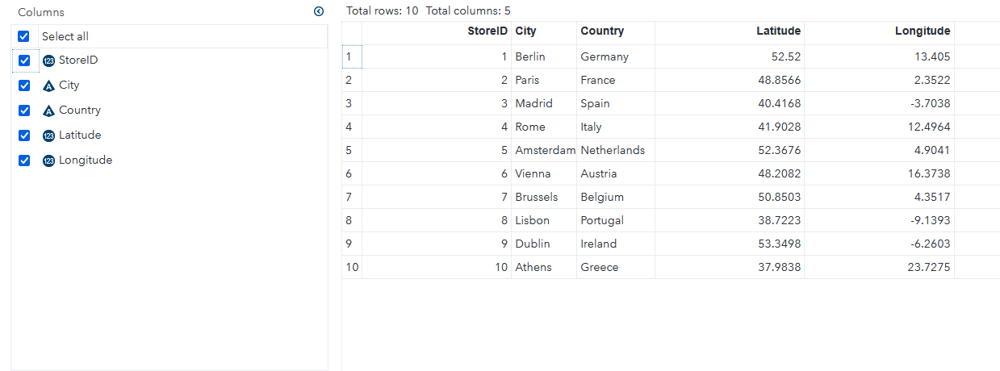 Columns
Select all
123 StoreID
A City
A Country
123 Latitude
123 Longitude
Total rows: 10 Total columns: 5
StoreID City Country Latitude Longitude
1 1 Berlin Germany 52.52 13.405
2 2 Paris France 48.8566 2.3522
3 3 Madrid Spain 40.4168 -3.7038
4 4 Rome Italy 41.9028 12.4964
5 5 Amsterdam Netherlands 52.3676 4.9041
6 6 Vienna Austria 48.2082 16.3738
7 7 Brussels Belgium 50.8503 4.3517
8 8 Lisbon Portugal 38.7223 -9.1393
9 9 Dublin Ireland 53.3498 -6.2603
10 10 Athens Greece 37.9838 23.7275